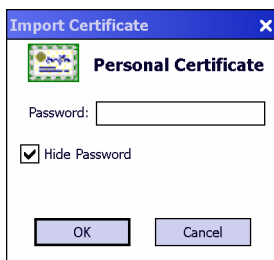 Import Certificate
Personal Certificate
Password:
Hide Password
OK Cancel